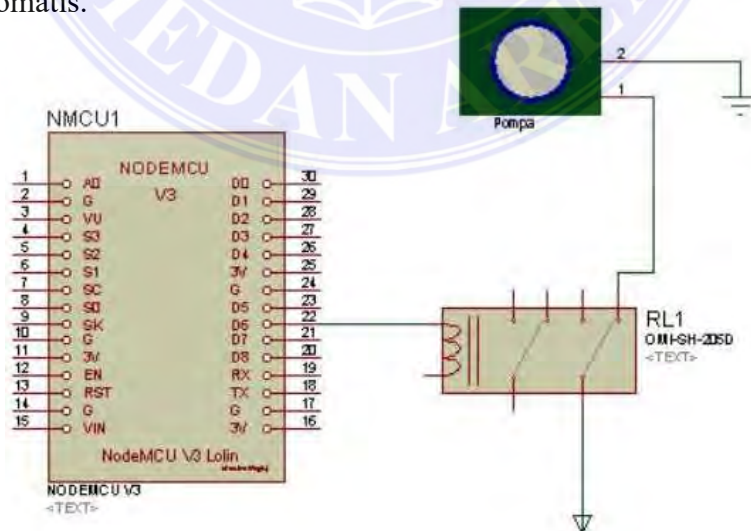 omatis.
MEDAN AREA
2
1
Pompa
NMCU1
NODEMCU
V3
1 A0 D0 30
2 G D1 29
3 VU D2 28
4 S3 D3 27
5 S2 D4 26
6 S1 3V 25
7 SC G 24
8 S0 D5 23
9 SK D6 22
10 G D7 21
11 3V D8 20
12 EN RX 19
13 RST TX 18
14 G G 17
15 VIN 3V 16
NodeMCU V3 Lolin
NODEMCU V3
<TEXT>
RL1
OMI-SH-205D
<TEXT>